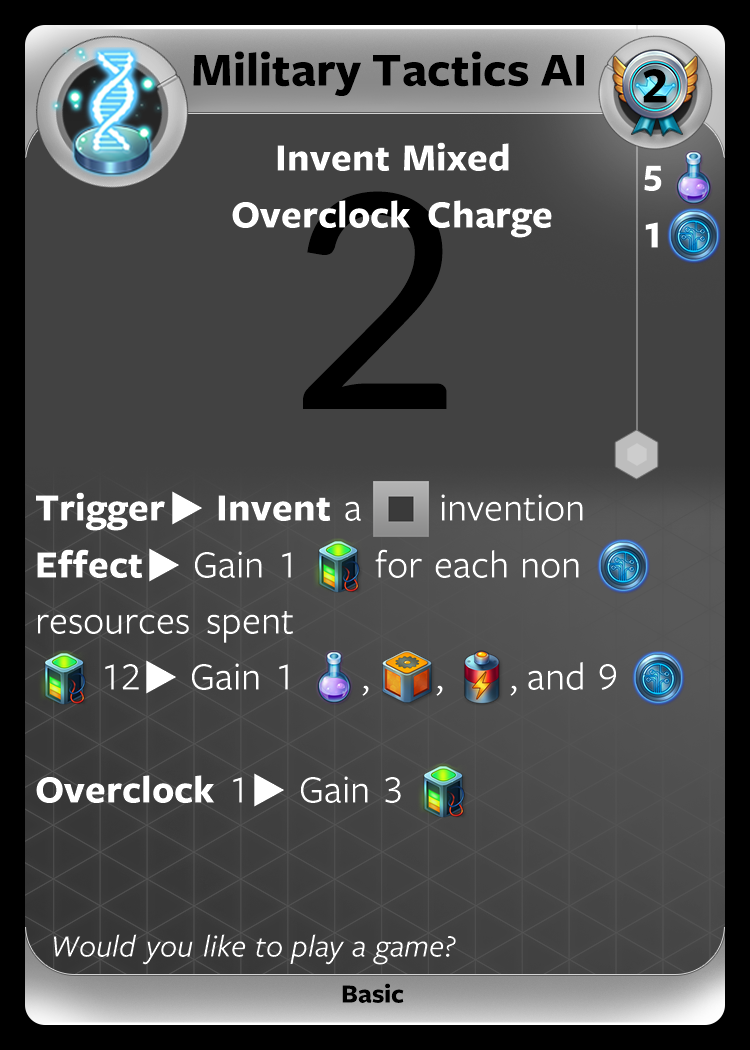 Military Tactics AI
2
Invent Mixed
Overclock Charge
5
1
2
Trigger▶ Invent a invention
Effect▶ Gain 1 for each non
resources spent
12▶ Gain 1 , , , and 9
Overclock 1▶ Gain 3
Would you like to play a game?
Basic